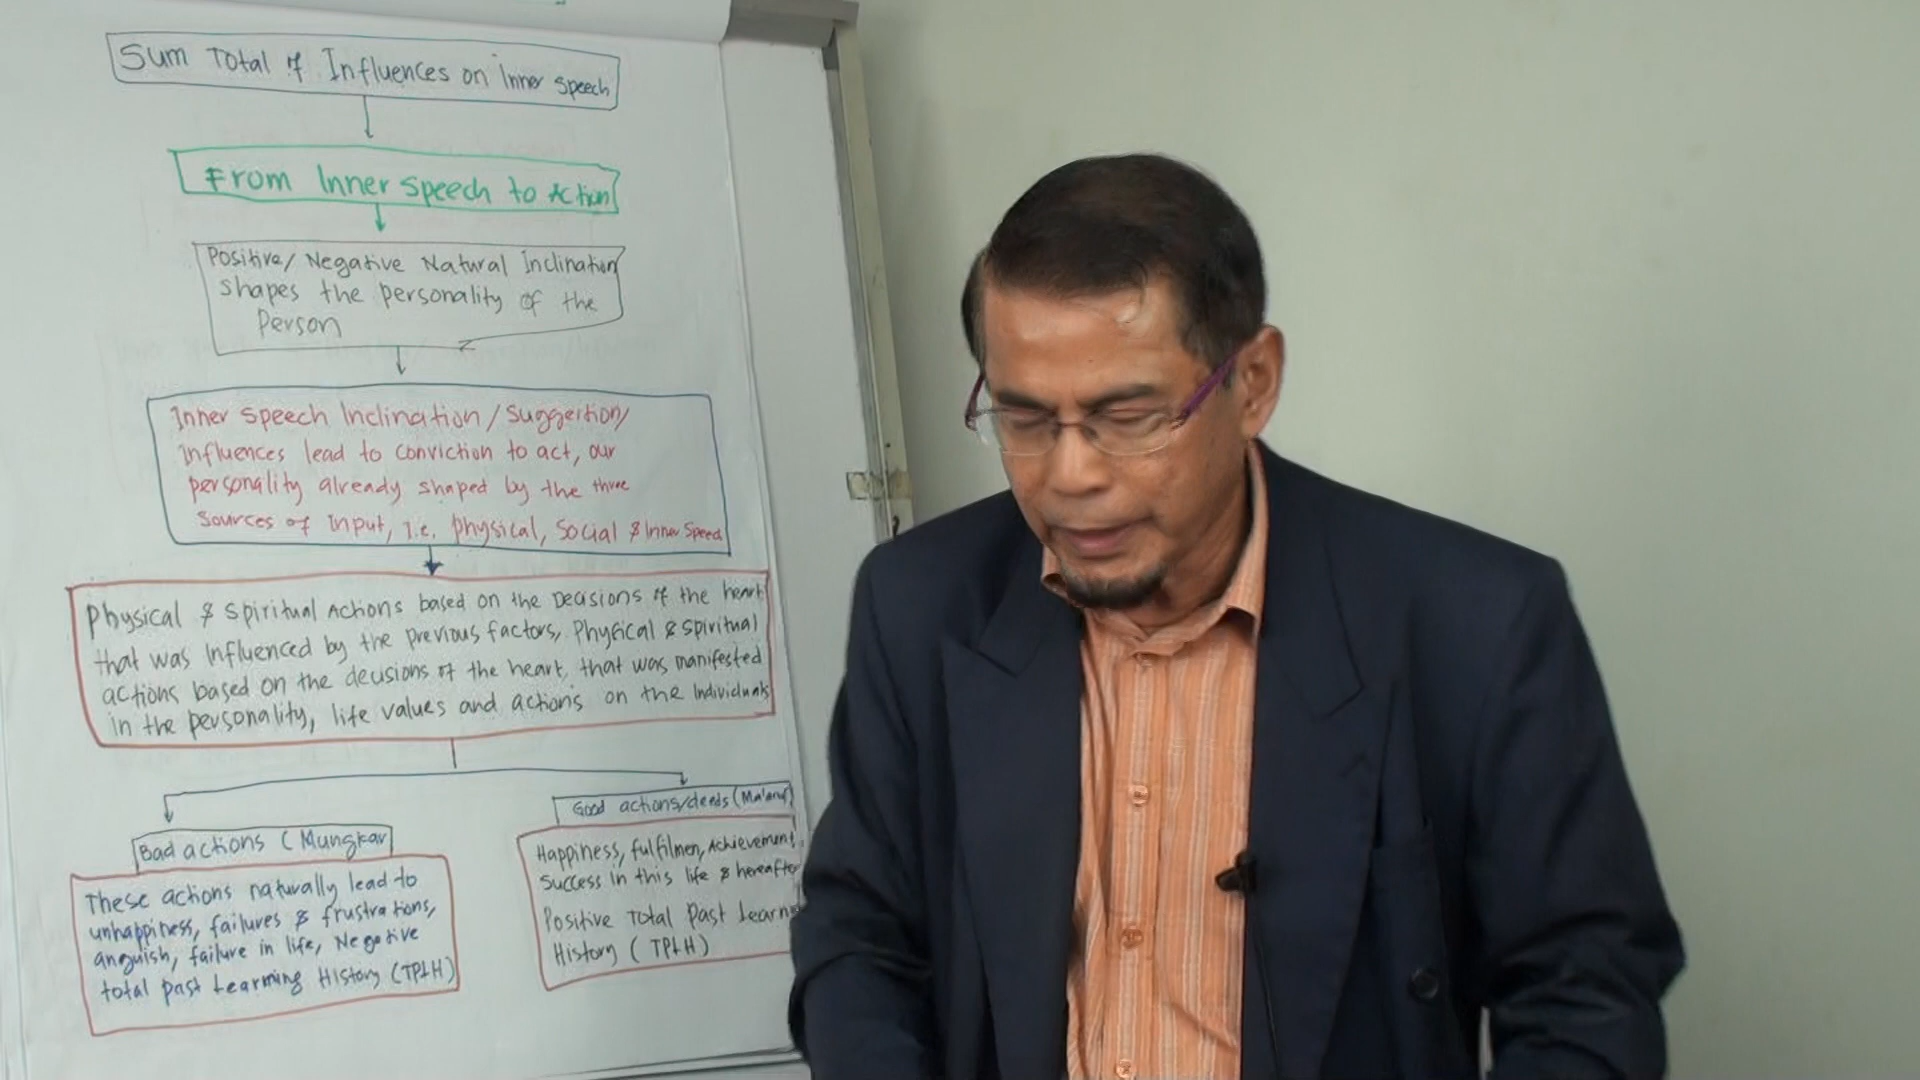 Sum Total of Influences on Inner Speech
From Inner Speech to Action
Positive/Negative Natural Inclination
shapes the personality of the
Person
Inner Speech Inclination/Suggertion/
Influences lead to conviction to act, our
personality already shaped by the three
sources of Input, I.e. physical, Social & Inner Speed
Physical & Spiritual Actions based on the Decisions of the heart
that was Influenced by the previous factors, Physical & Spiritual
actions based on the decisions of the heart, that was manifested
in the personality, life values and actions on the Individuals
Bad actions (Mungkar
These actions naturally lead to
unhappiness, failures & frustrations,
anguish, failure in life, Negative
total past Learning History (TPLH)
Good actions/deeds (Ma'aruf)
Happiness, fulfilmen, Achievement,
Success in this life & hereafter
Positive Total Past Learn
History (TPLH)